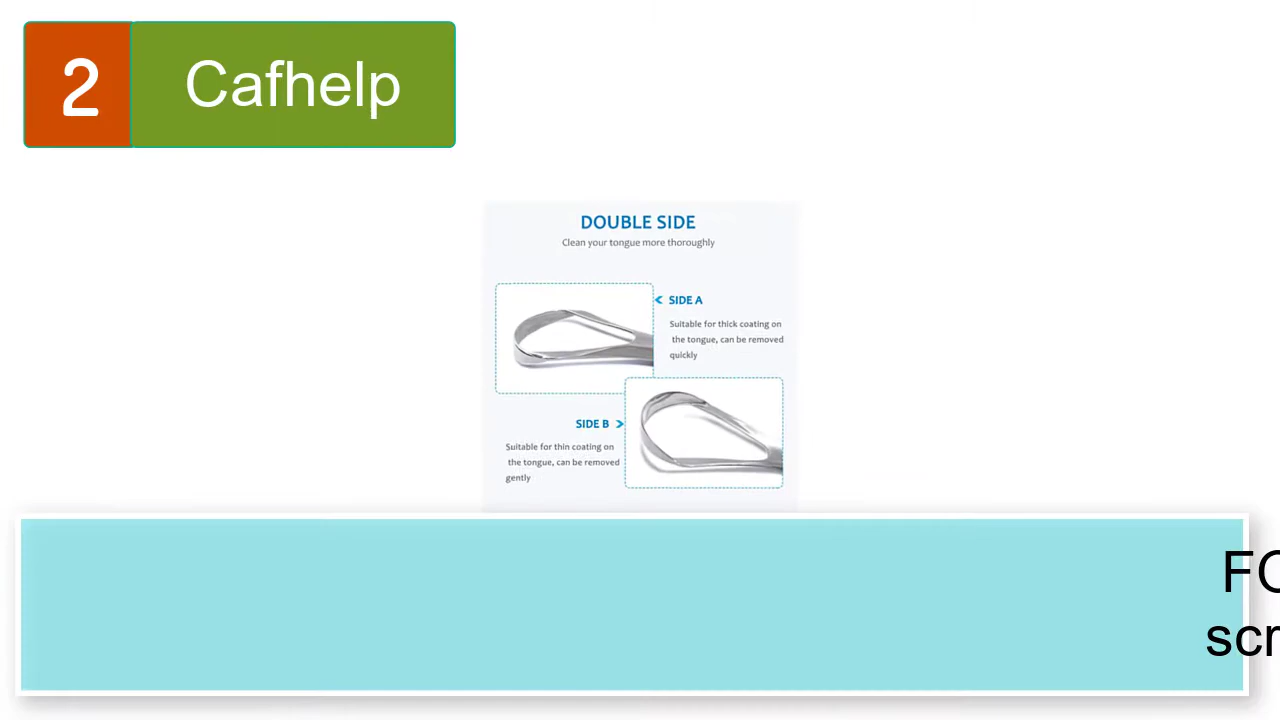 2
Cafhelp
DOUBLE SIDE
Clean your tongue more thoroughly
SIDE A
Suitable for thick coating on
the tongue, can be removed
quickly
SIDE B
Suitable for thin coating on
the tongue, can be removed
gently